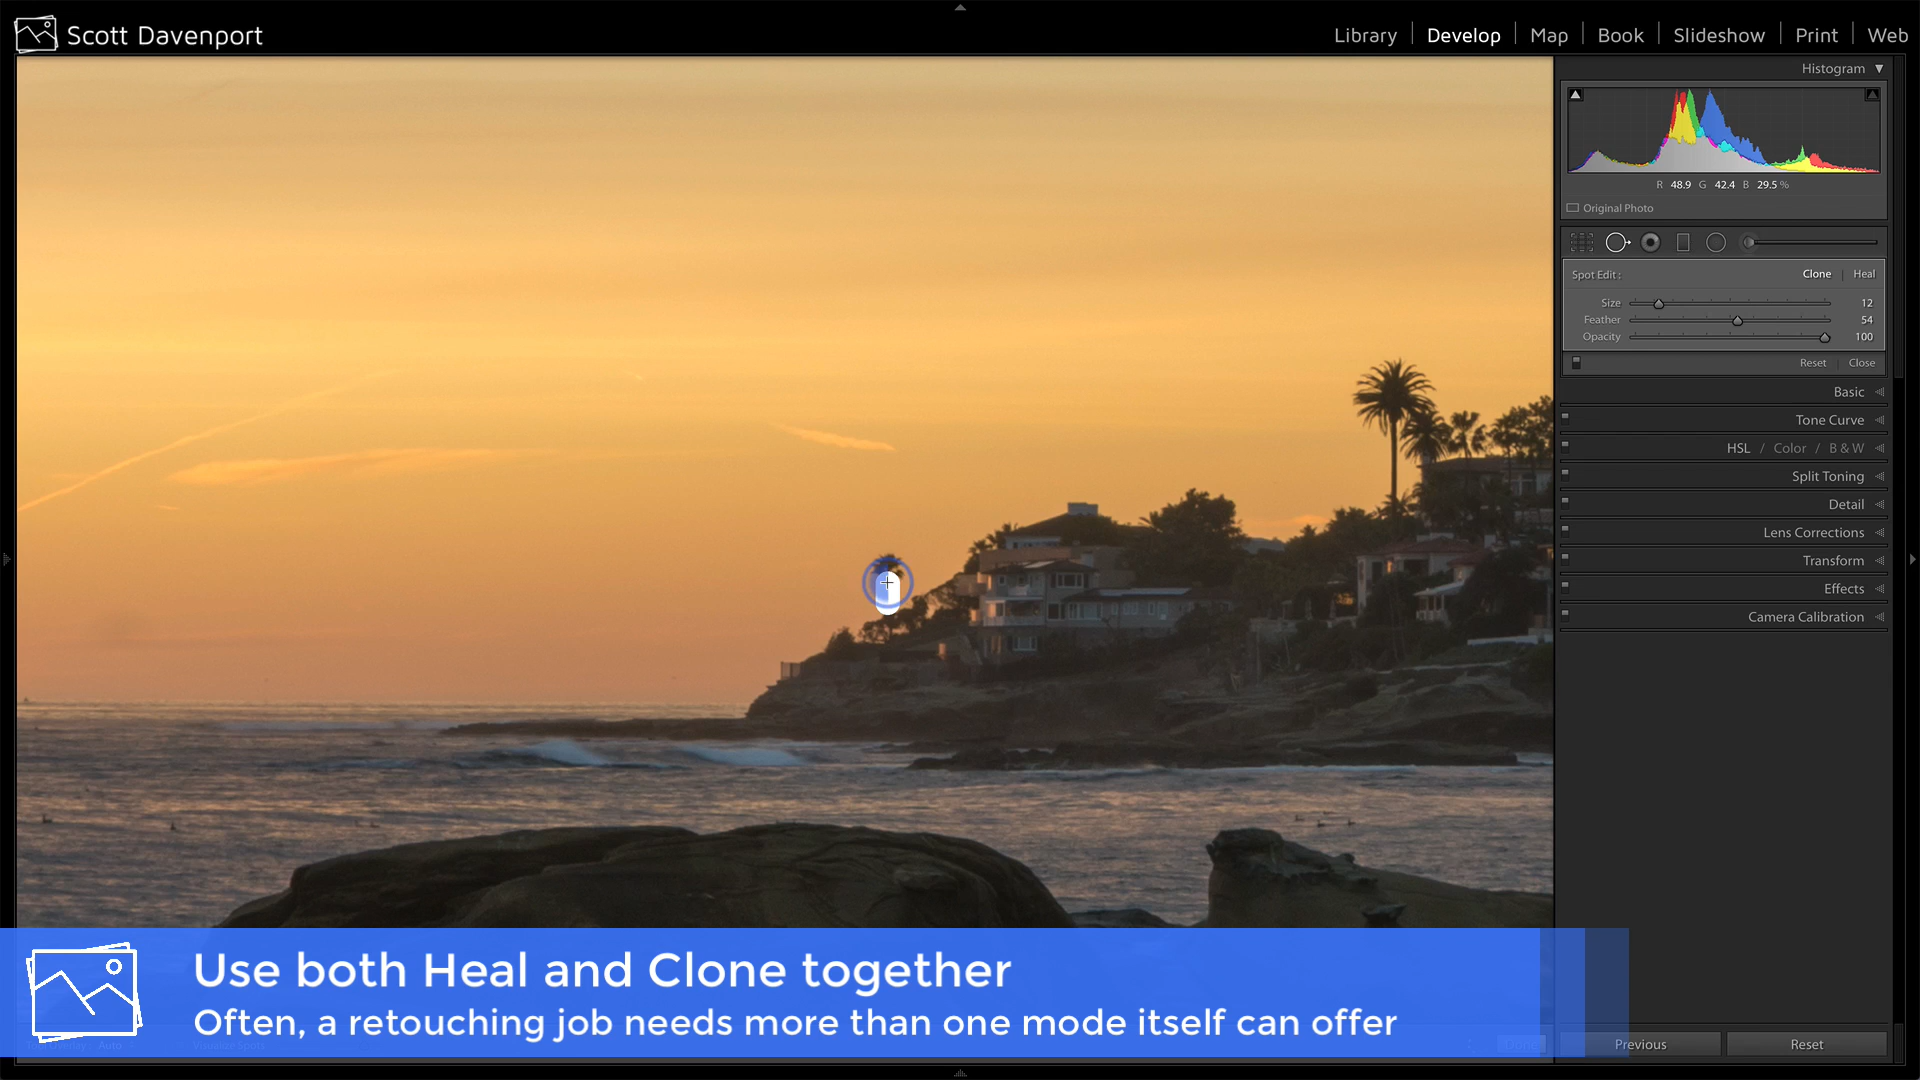 Scott Davenport
Library | Develop | Map | Book | Slideshow | Print | Web
Histogram
R 48.9 G 42.4 B 29.5 %
Original Photo
Spot Edit : Clone | Heal
Size 12
Feather 54
Opacity 100
Reset | Close
Basic
Tone Curve
HSL / Color / B & W
Split Toning
Detail
Lens Corrections
Transform
Effects
Camera Calibration
Use both Heal and Clone together
Often, a retouching job needs more than one mode itself can offer
Auto Visualize Spots
Previous Reset